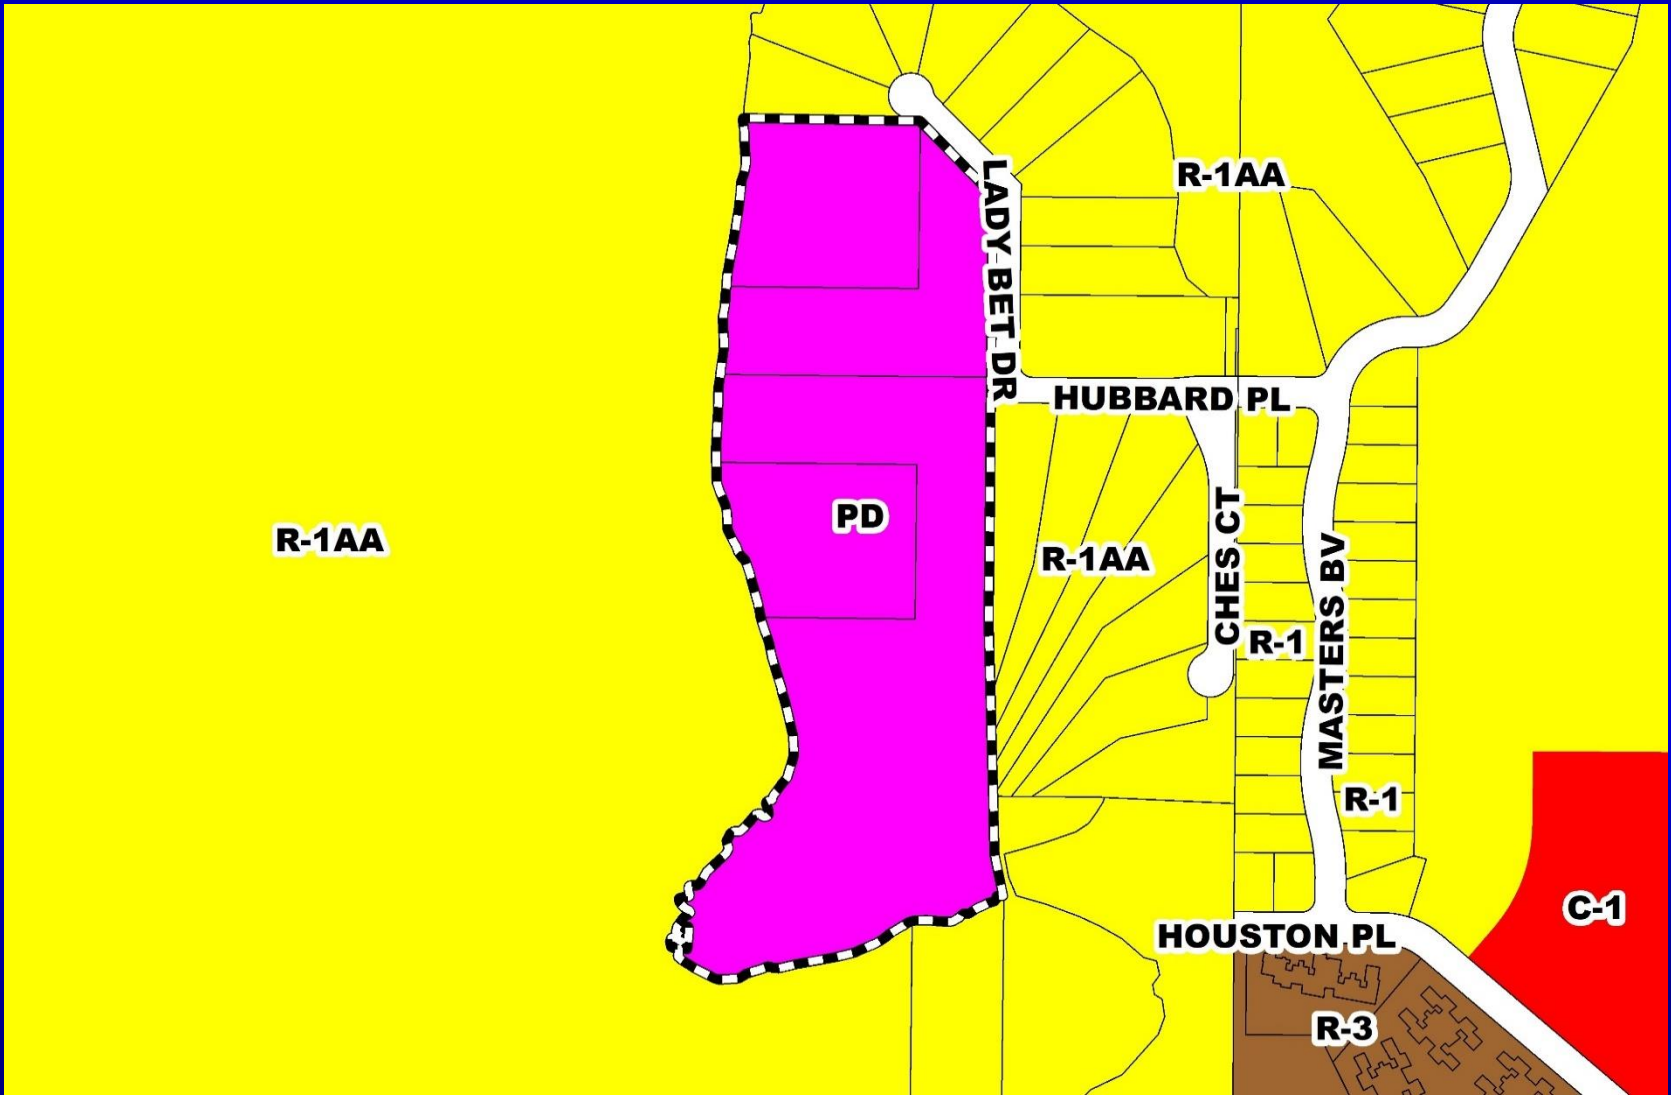 R-1AA
LADY BET DR
HUBBARD PL
CHES CT
PD
R-1AA
R-1AA
MASTERS BV
R-1
R-1
C-1
HOUSTON PL
R-3